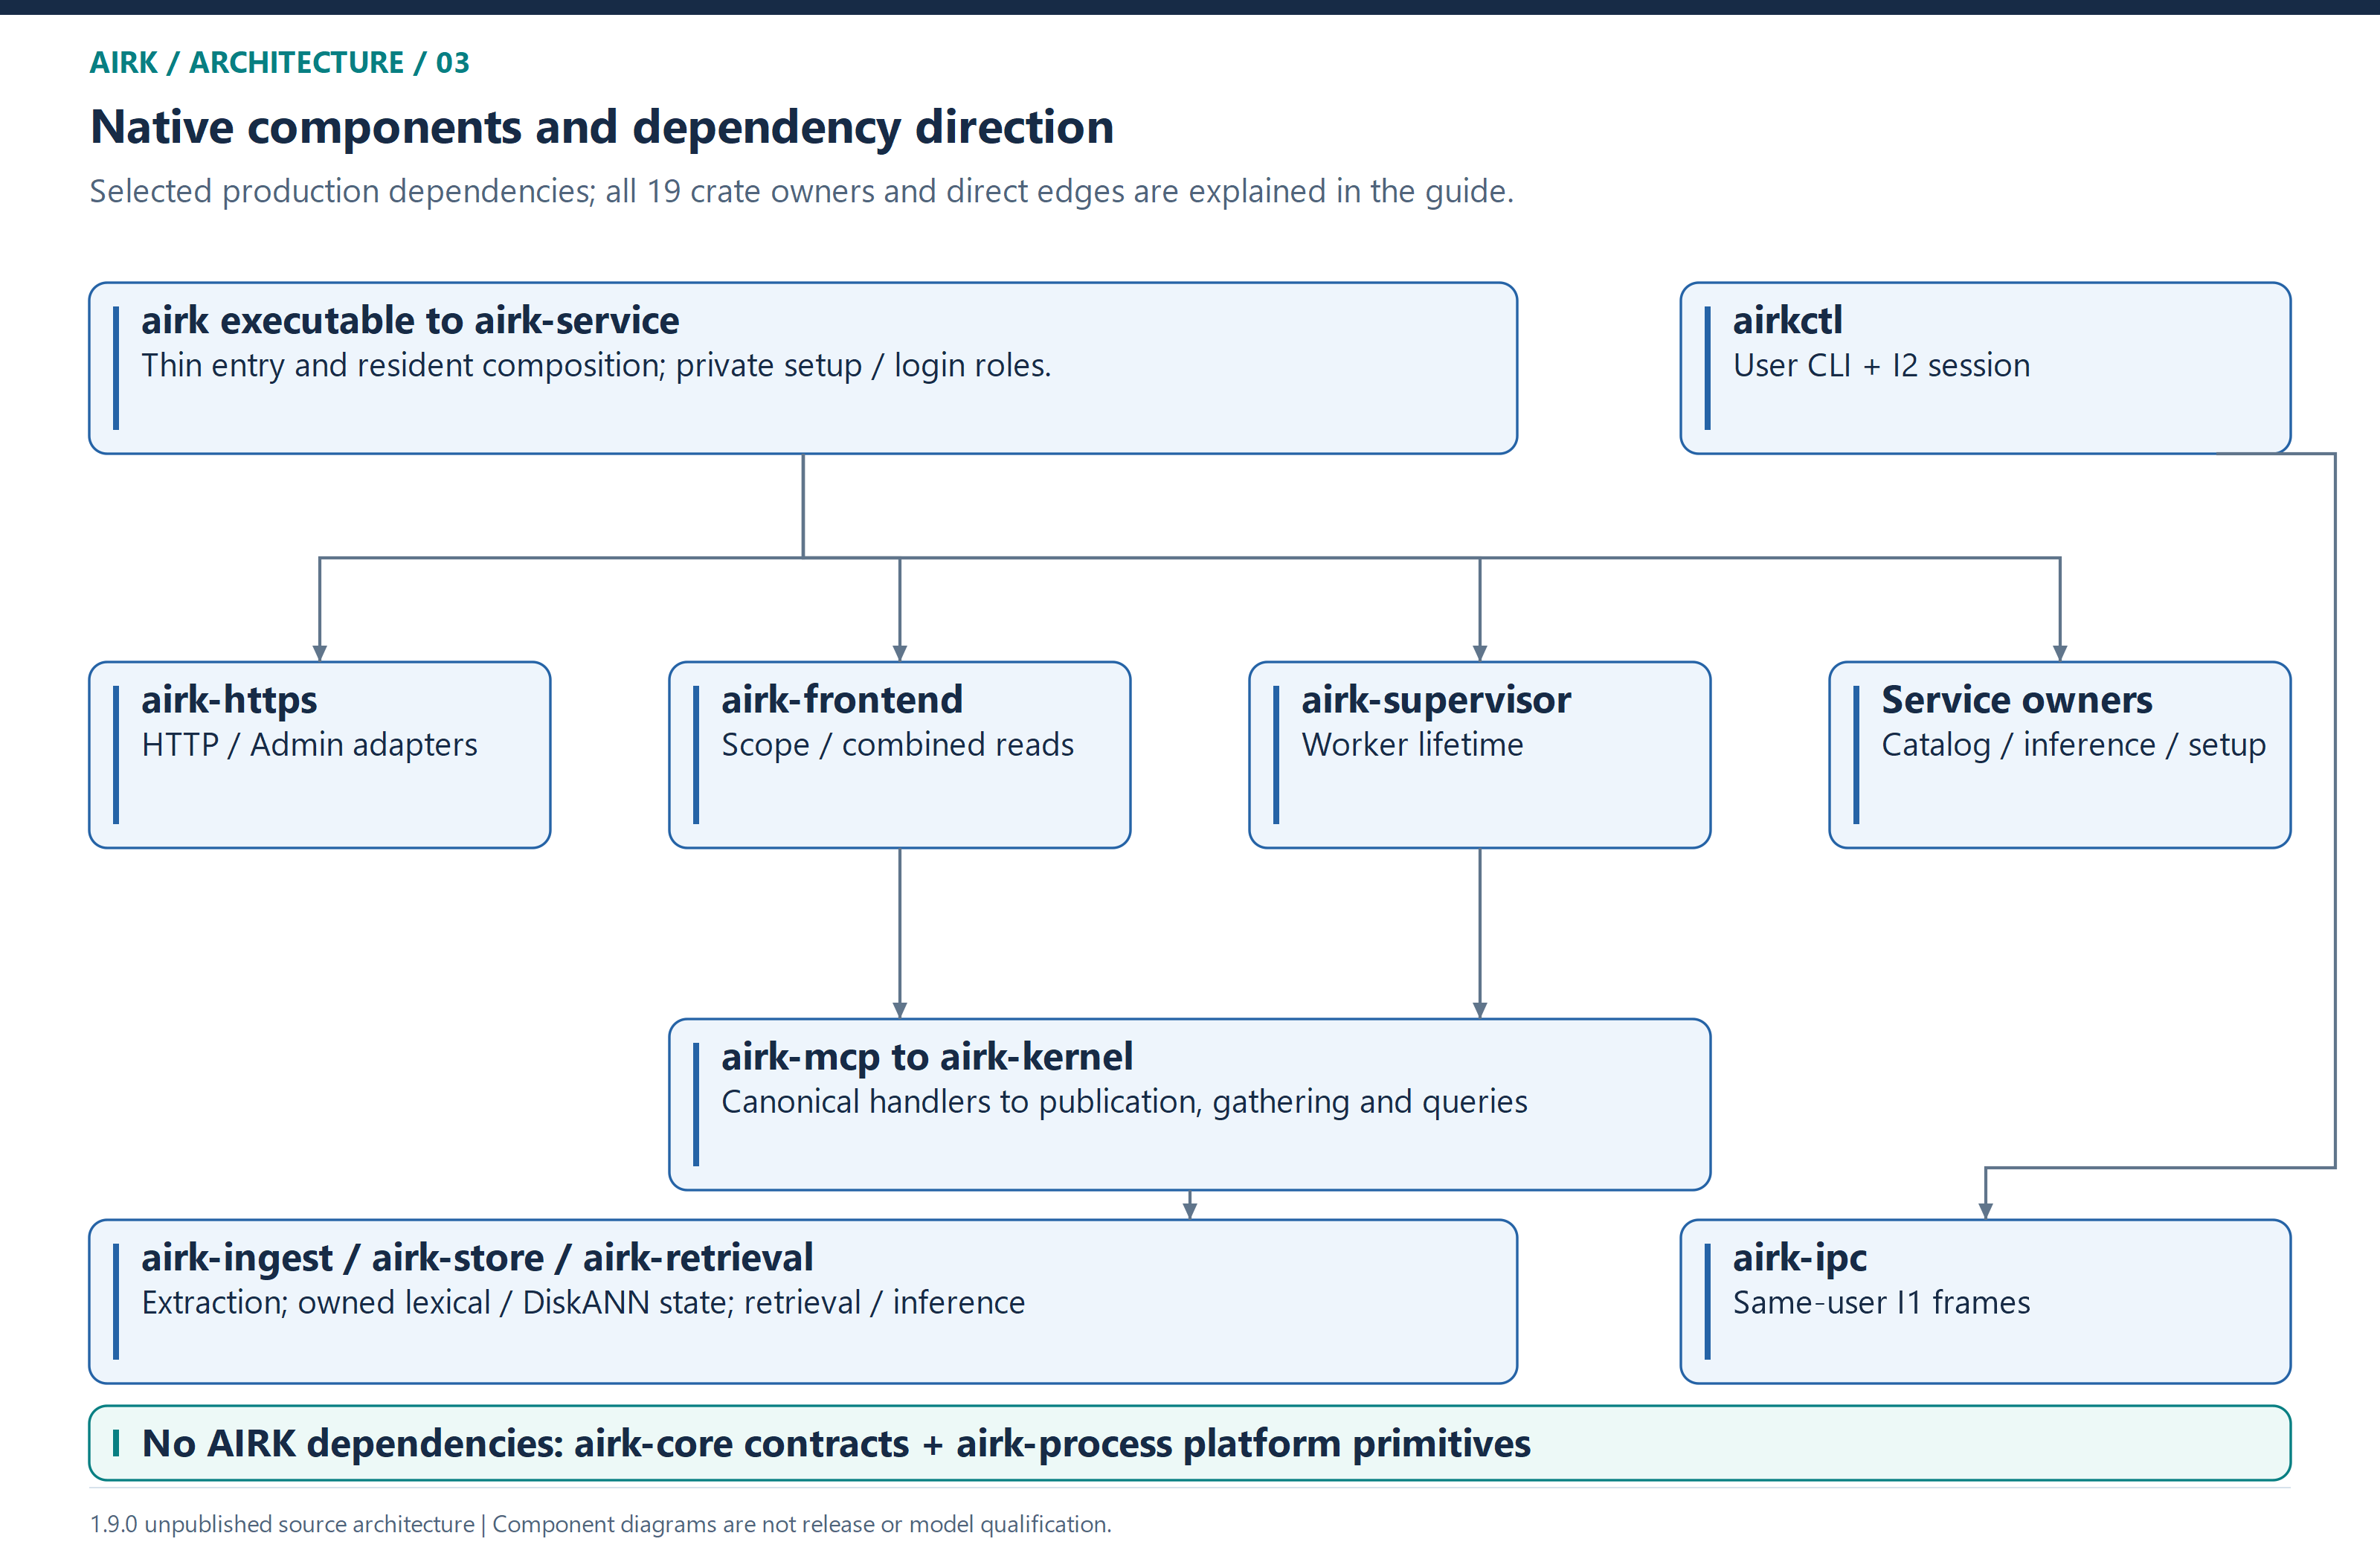 AIRK / ARCHITECTURE / 03
Native components and dependency direction
Selected production dependencies; all 19 crate owners and direct edges are explained in the guide.
airk executable to airk-service
Thin entry and resident composition; private setup / login roles.
airkctl
User CLI + I2 session
airk-https
HTTP / Admin adapters
airk-frontend
Scope / combined reads
airk-supervisor
Worker lifetime
Service owners
Catalog / inference / setup
airk-mcp to airk-kernel
Canonical handlers to publication, gathering and queries
airk-ingest / airk-store / airk-retrieval
Extraction; owned lexical / DiskANN state; retrieval / inference
airk-ipc
Same-user I1 frames
No AIRK dependencies: airk-core contracts + airk-process platform primitives
1.9.0 unpublished source architecture | Component diagrams are not release or model qualification.